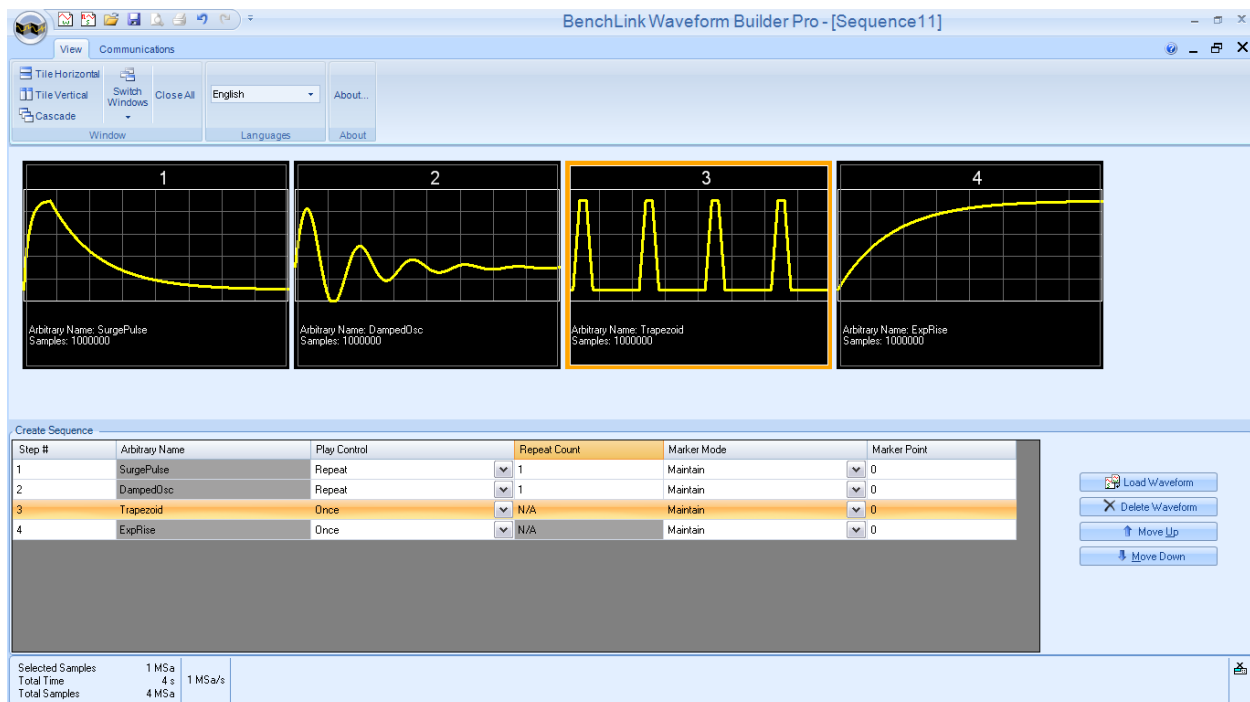 BenchLink Waveform Builder Pro - [Sequence11]
View Communications
Tile Horizontal
Tile Vertical
Cascade
Switch Windows
Close All
Window
English
Languages
About...
About
1
Arbitrary Name: SurgePulse
Samples: 1000000
2
Arbitrary Name: DampedOsc
Samples: 1000000
3
Arbitrary Name: Trapezoid
Samples: 1000000
4
Arbitrary Name: ExpRise
Samples: 1000000
Create Sequence
Step # Arbitrary Name Play Control Repeat Count Marker Mode Marker Point
1 SurgePulse Repeat 1 Maintain 0
2 DampedOsc Repeat 1 Maintain 0
3 Trapezoid Once N/A Maintain 0
4 ExpRise Once N/A Maintain 0
Load Waveform
Delete Waveform
Move Up
Move Down
Selected Samples 1 MSa
Total Time 4 s
Total Samples 4 MSa
1 MSa/s